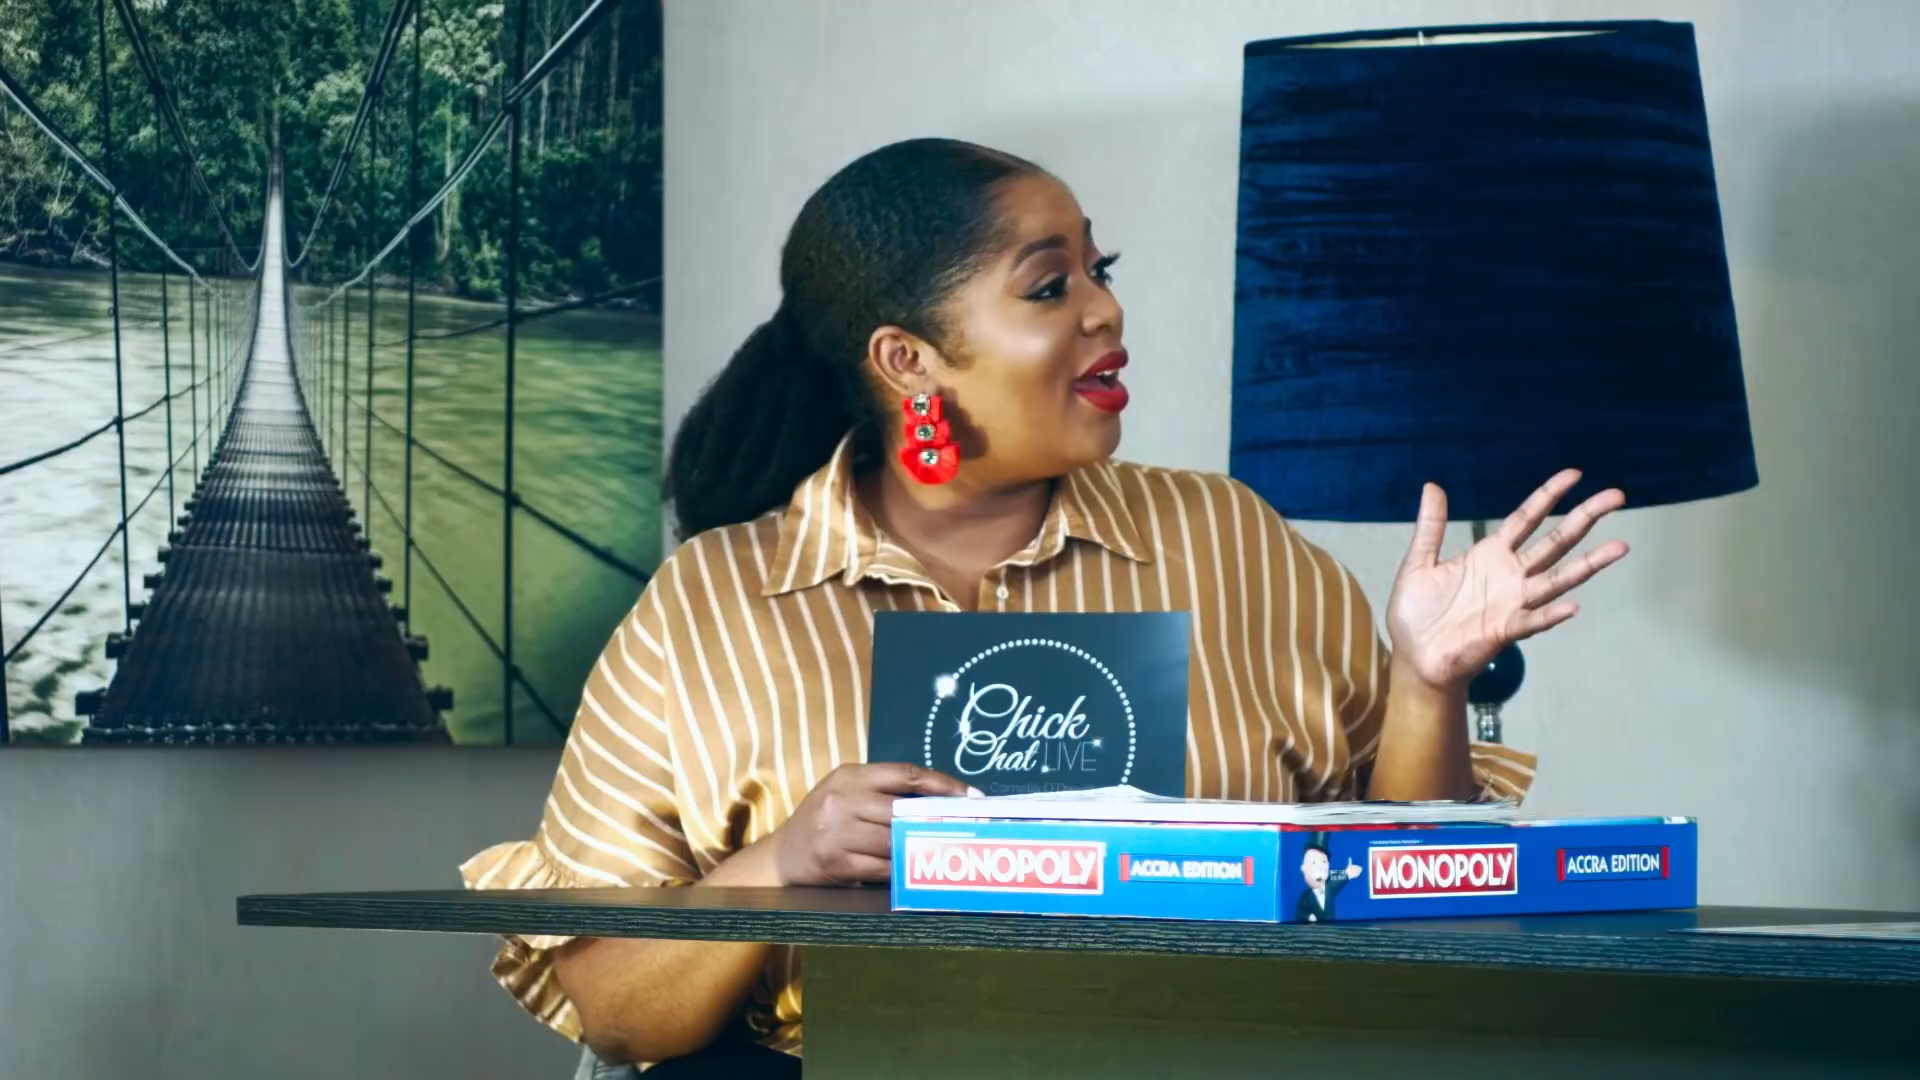 Chick
Chat LIVE
MONOPOLY
ACCRA EDITION
MONOPOLY
ACCRA EDITION